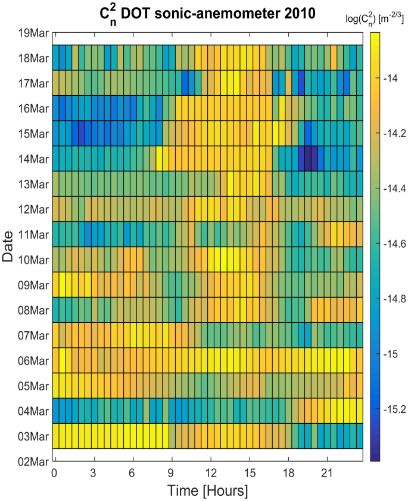 C_n^2 DOT sonic-anemometer 2010
log(C_n^2) [m^{-2/3}]
19Mar
18Mar
17Mar
16Mar
15Mar
14Mar
13Mar
12Mar
11Mar
10Mar
09Mar
08Mar
07Mar
06Mar
05Mar
04Mar
03Mar
02Mar
Date
0 3 6 9 12 15 18 21
Time [Hours]
-14
-14.2
-14.4
-14.6
-14.8
-15
-15.2